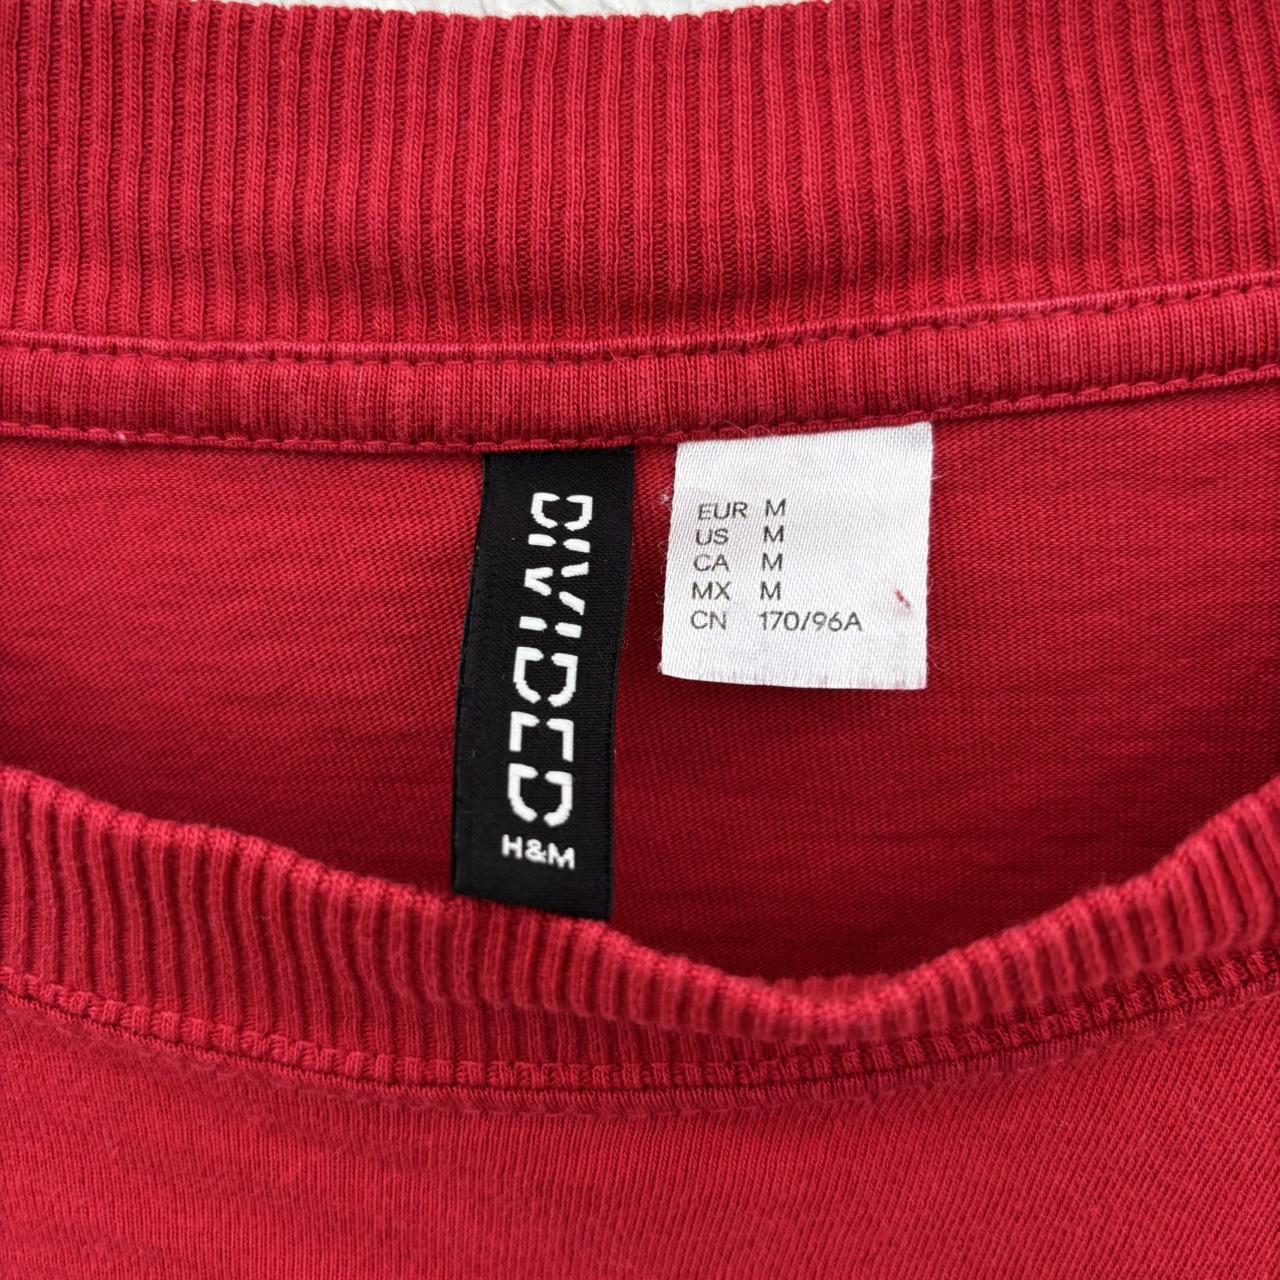 DIVIDED
H&M
EUR M
US M
CA M
MX M
CN 170/96A